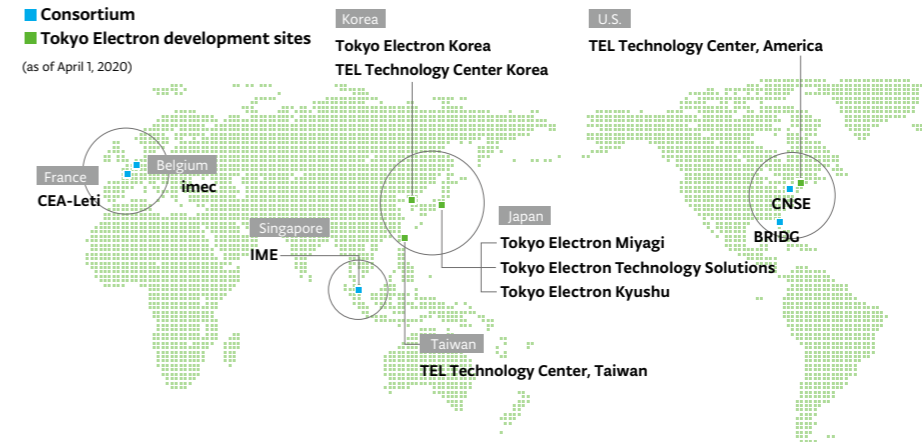 Consortium
Tokyo Electron development sites
(as of April 1, 2020)
Korea
Tokyo Electron Korea
TEL Technology Center Korea
U.S.
TEL Technology Center, America
France
CEA-Leti
Belgium
imec
Singapore
IME
Japan
Tokyo Electron Miyagi
Tokyo Electron Technology Solutions
Tokyo Electron Kyushu
CNSE
BRIDG
Taiwan
TEL Technology Center, Taiwan